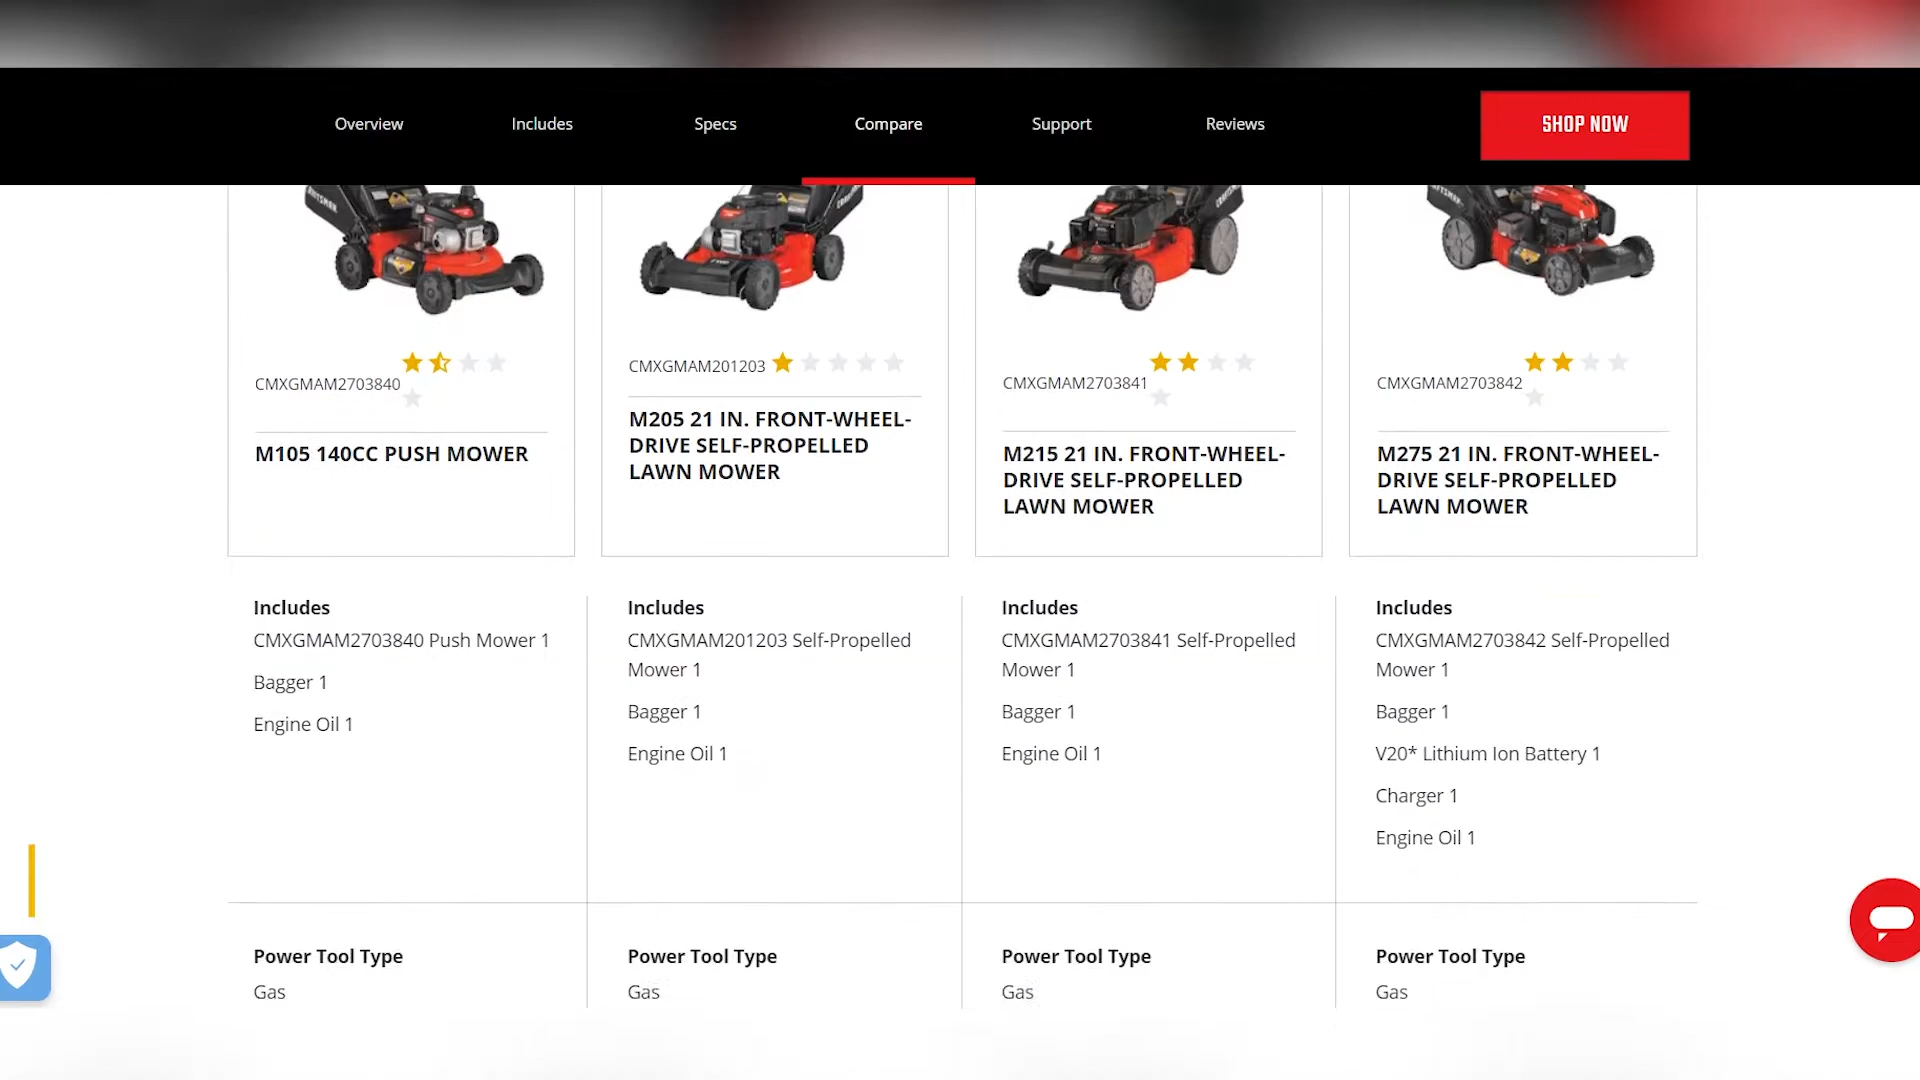 Overview
Includes
Specs
Compare
Support
Reviews
SHOP NOW
CMXGMAM2703840
M105 140CC PUSH MOWER
CMXGMAM201203
M205 21 IN. FRONT-WHEEL-
DRIVE SELF-PROPELLED
LAWN MOWER
CMXGMAM2703841
M215 21 IN. FRONT-WHEEL-
DRIVE SELF-PROPELLED
LAWN MOWER
CMXGMAM2703842
M275 21 IN. FRONT-WHEEL-
DRIVE SELF-PROPELLED
LAWN MOWER
Includes
CMXGMAM2703840 Push Mower 1
Bagger 1
Engine Oil 1
Includes
CMXGMAM201203 Self-Propelled
Mower 1
Bagger 1
Engine Oil 1
Includes
CMXGMAM2703841 Self-Propelled
Mower 1
Bagger 1
Engine Oil 1
Includes
CMXGMAM2703842 Self-Propelled
Mower 1
Bagger 1
V20* Lithium Ion Battery 1
Charger 1
Engine Oil 1
Power Tool Type
Gas
Power Tool Type
Gas
Power Tool Type
Gas
Power Tool Type
Gas